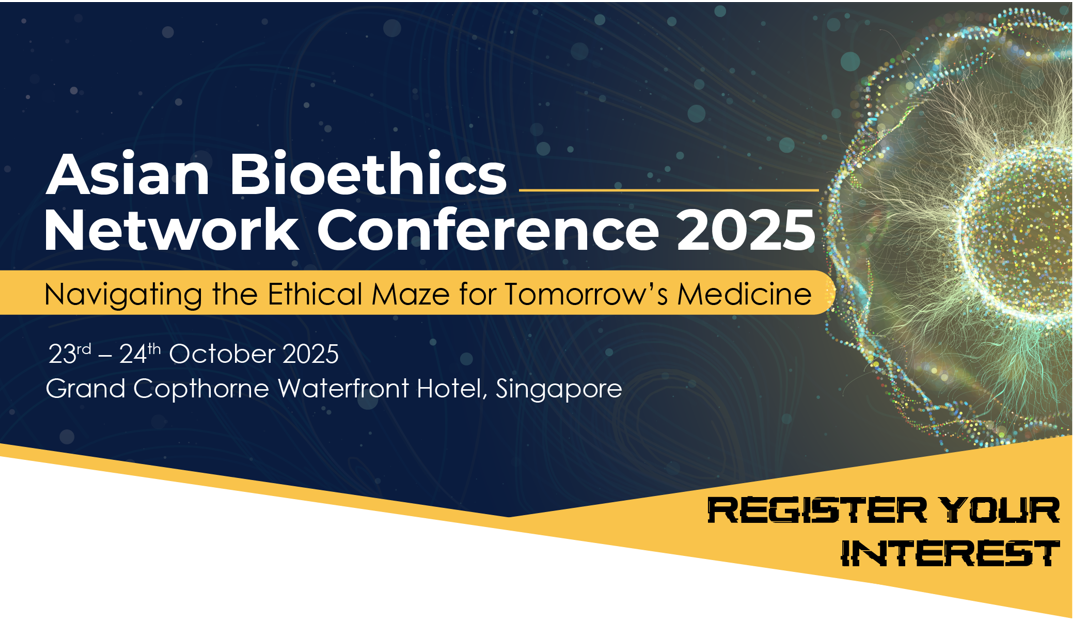 Asian Bioethics
Network Conference 2025
Navigating the Ethical Maze for Tomorrow's Medicine
23rd – 24th October 2025
Grand Copthorne Waterfront Hotel, Singapore
REGISTER YOUR
INTEREST